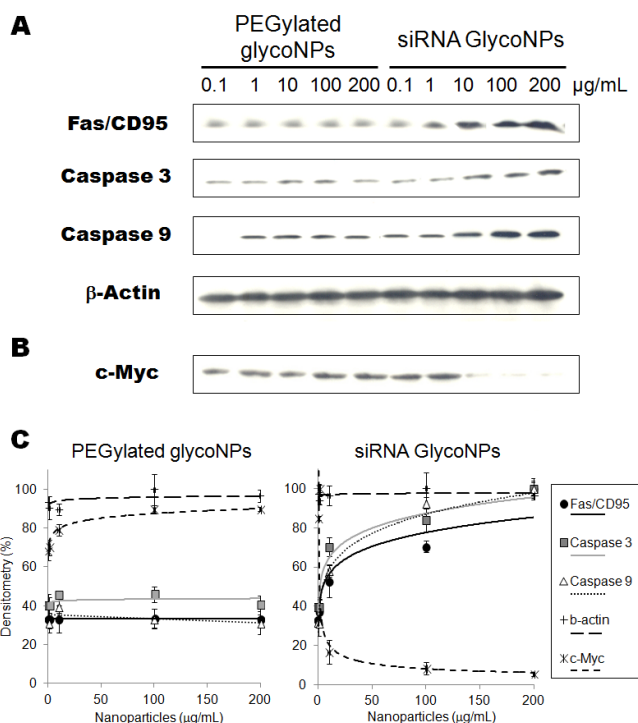 A
PEGylated glycoNPs
siRNA GlycoNPs
0.1 1 10 100 200 0.1 1 10 100 200 µg/mL
Fas/CD95
Caspase 3
Caspase 9
β-Actin
B
c-Myc
C
PEGylated glycoNPs
siRNA GlycoNPs
Densitometry (%)
100
80
60
40
20
0
0 50 100 150 200
Nanoparticles (µg/mL)
100
80
60
40
20
0
0 50 100 150 200
Nanoparticles (µg/mL)
Fas/CD95
Caspase 3
Caspase 9
b-actin
c-Myc